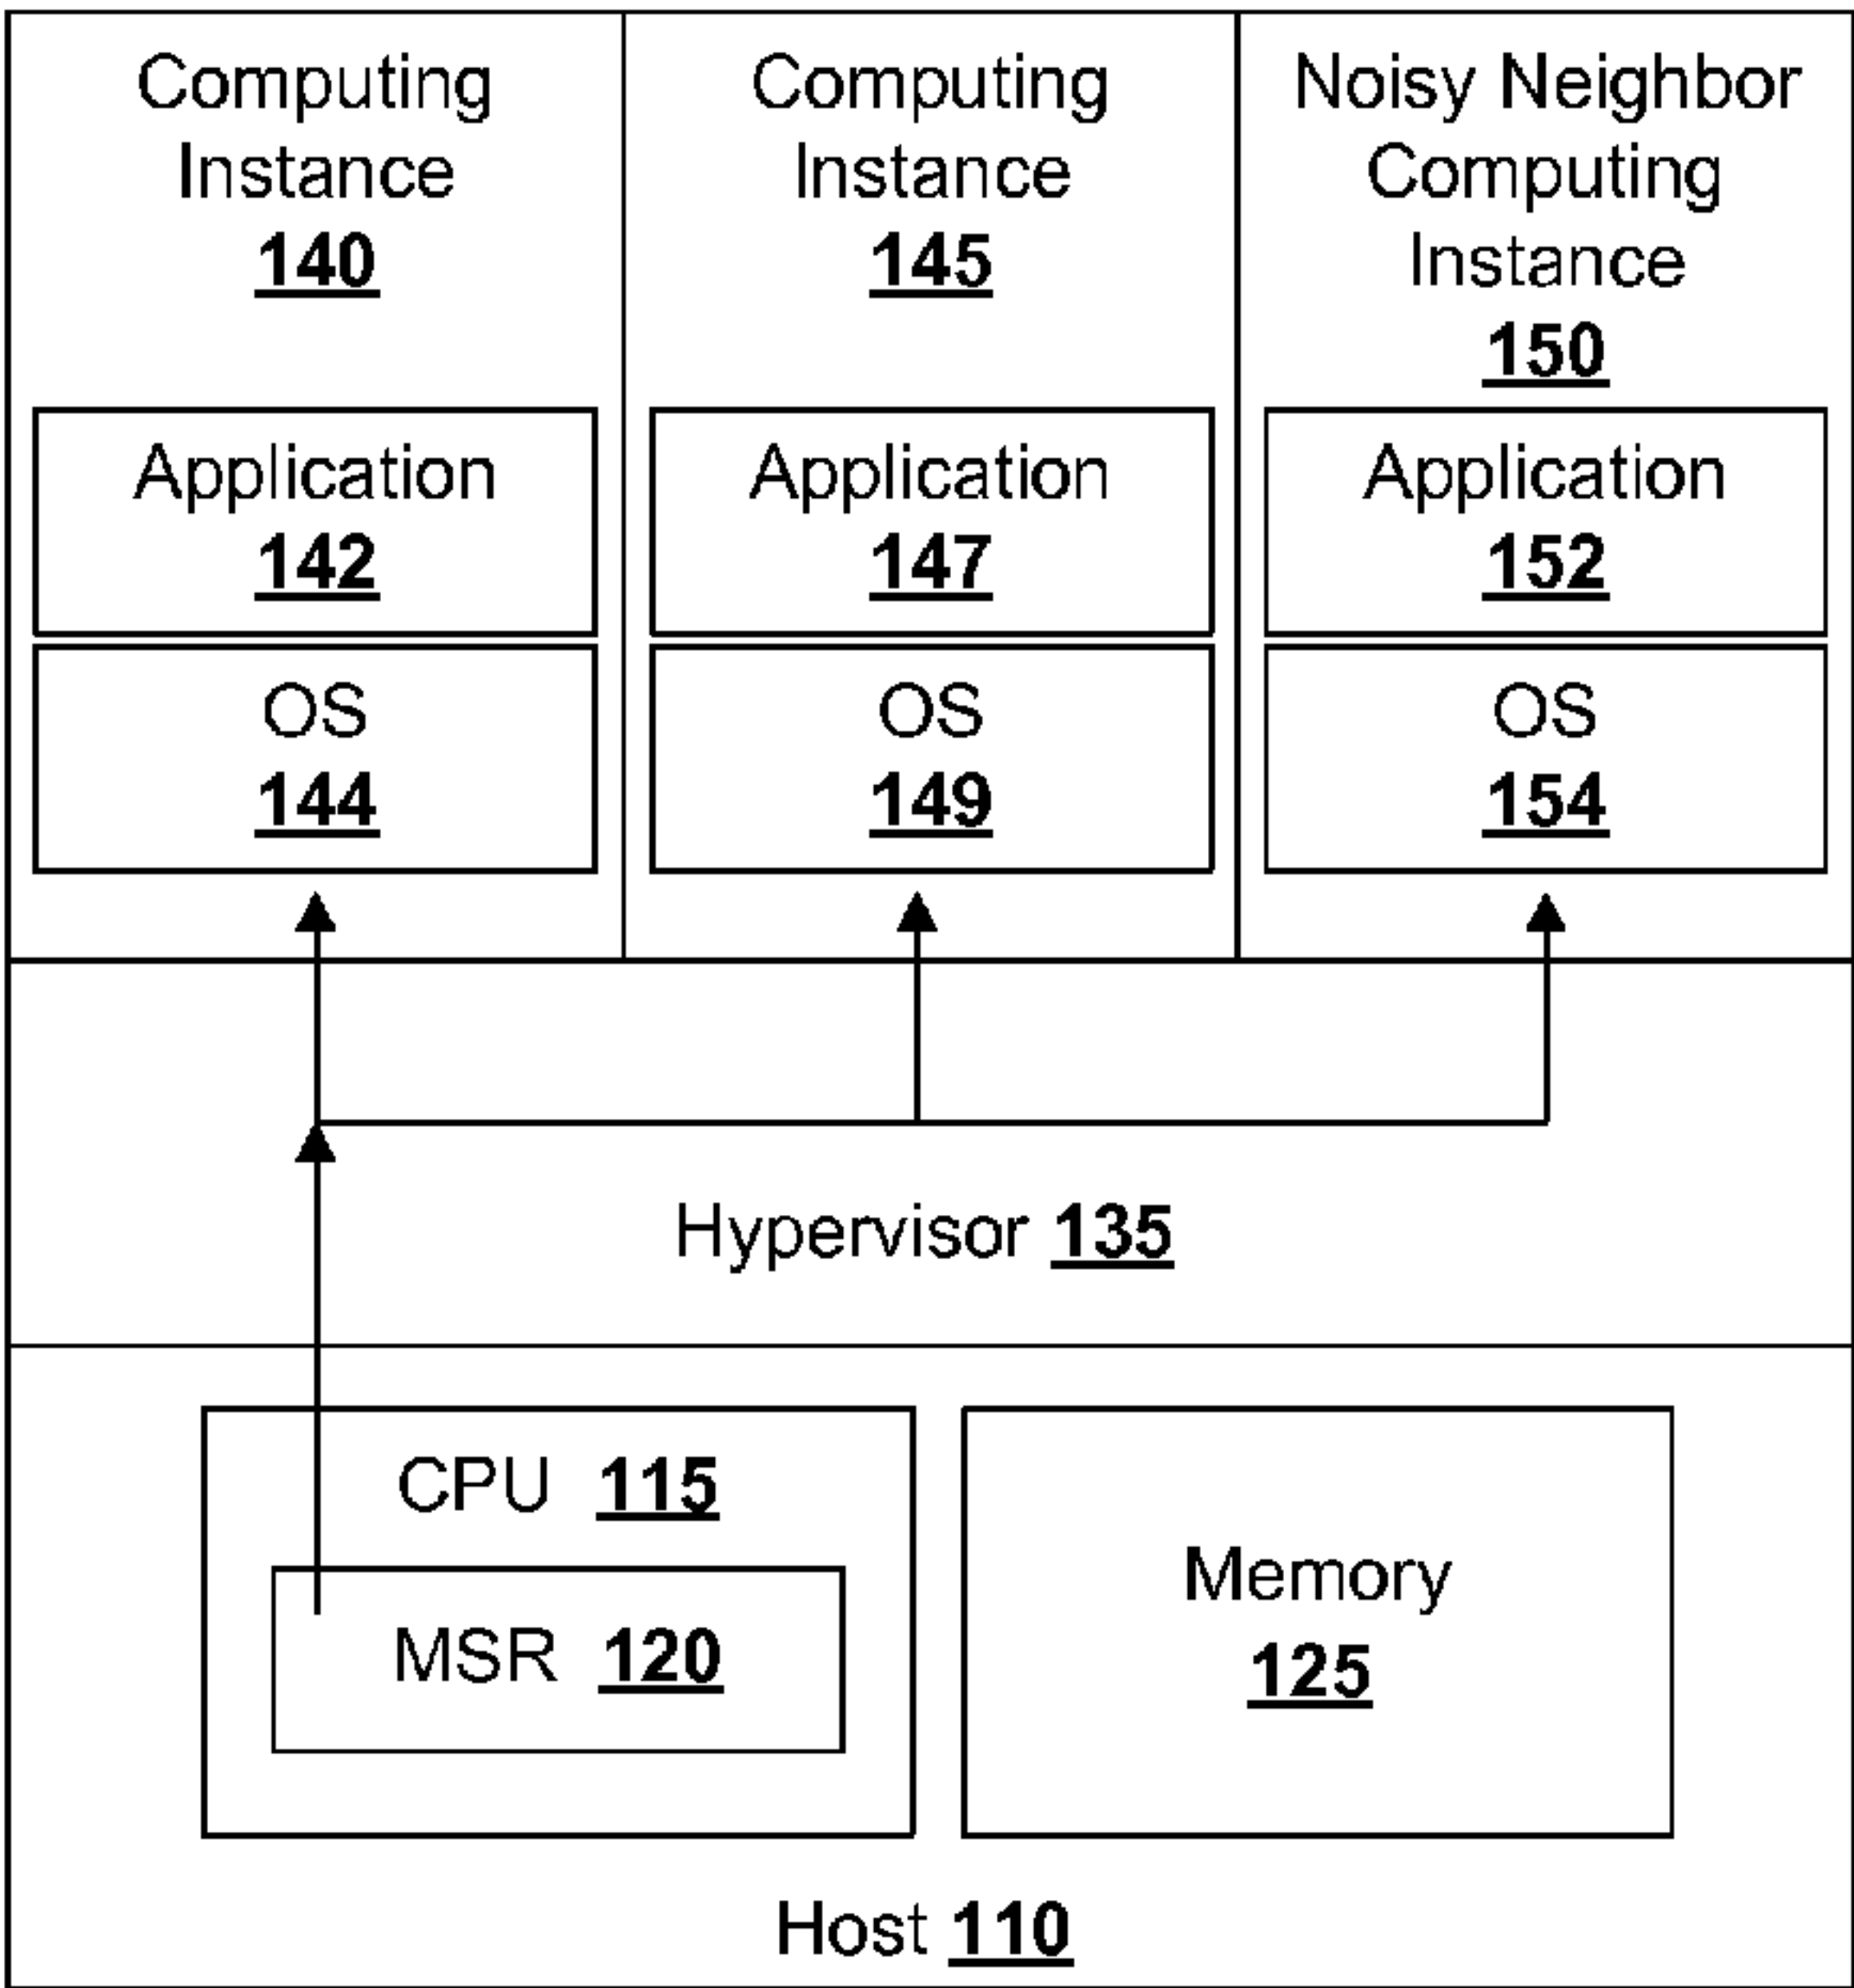 Computing
Instance
140
Computing
Instance
145
Noisy Neighbor
Computing
Instance
150
Application
142
Application
147
Application
152
OS
144
OS
149
OS
154
Hypervisor 135
CPU 115
MSR 120
Memory
125
Host 110